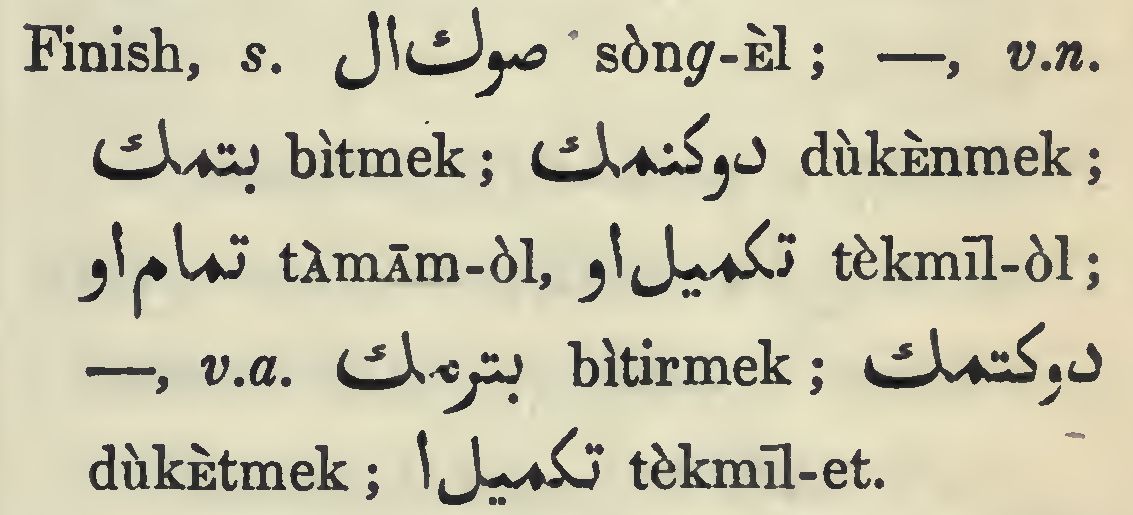 Finish, s. صوك ال sòng-Èl ; —, v.n.
بتمك bìtmek ; دوكنمك dùkÈnmek ;
تمام او tÀmĀm-òl, تكميل او tèkmīl-òl ;
—, v.a. بترمك bìtirmek ; دوكتمك
dùkÈtmek ; تكميل ا tèkmīl-et.